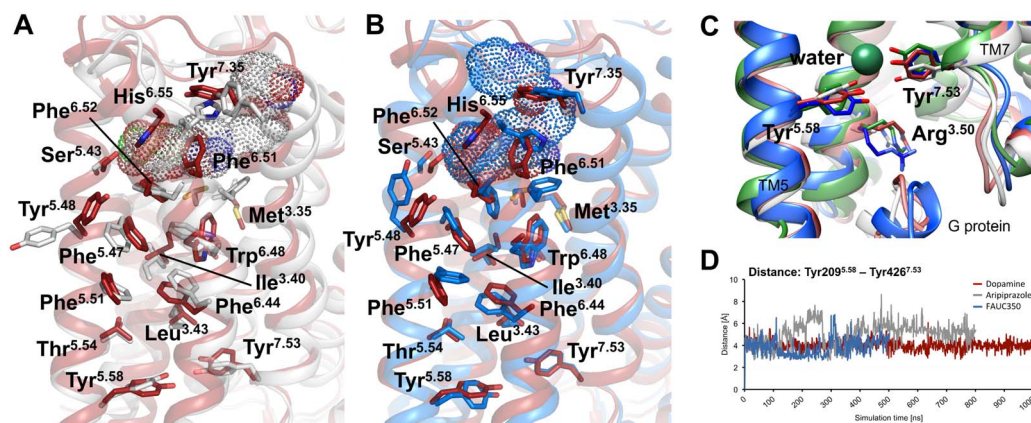 A
Tyr7.35
His6.55
Phe6.52
Ser5.43
Phe6.51
Tyr5.48
Met3.35
Phe5.47
Trp6.48
Ile3.40
Phe5.51
Phe6.44
Leu3.43
Thr5.54
Tyr7.53
Tyr5.58
B
Tyr7.35
His6.55
Phe6.52
Ser5.43
Phe6.51
Met3.35
Tyr5.48
Phe5.47
Trp6.48
Ile3.40
Phe5.51
Phe6.44
Leu3.43
Thr5.54
Tyr7.53
Tyr5.58
C
TM7
water
Tyr7.53
Tyr5.58
Arg3.50
TM5
G protein
D
Distance: Tyr2095.58 – Tyr4267.53
Dopamine
Aripiprazole
FAUC350
Distance [Å]
10
8
6
4
2
0
0 100 200 300 400 500 600 700 800 900 1000
Simulation time [ns]